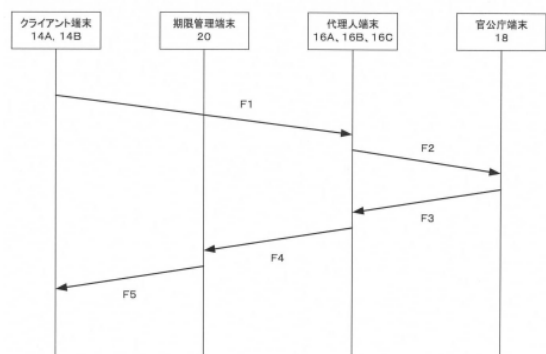 クライアント端末
14A、14B
期限管理端末
20
代理人端末
16A、16B、16C
官公庁端末
18
F1
F2
F3
F4
F5